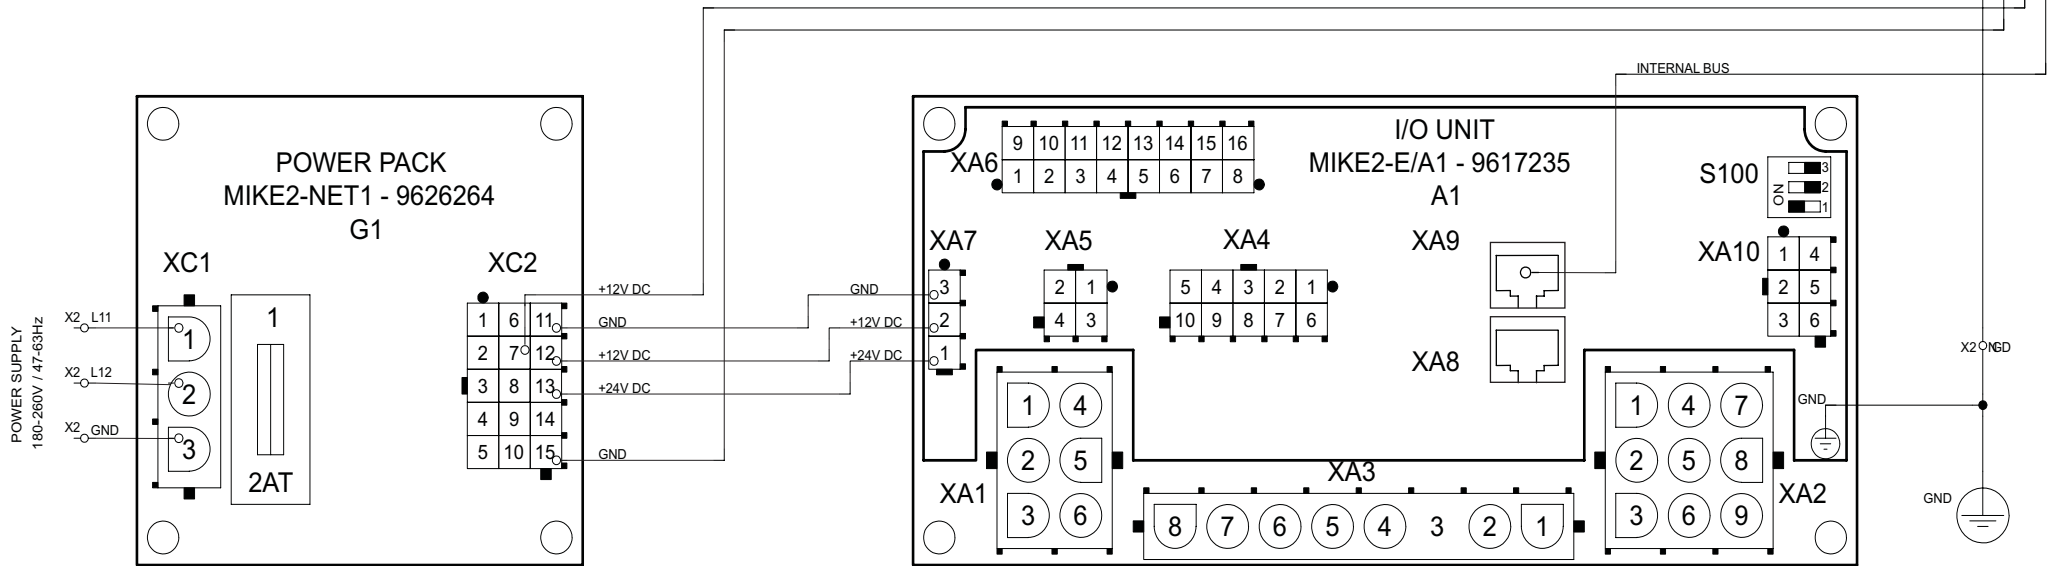 INTERNAL BUS
POWER PACK
MIKE2-NET1 - 9626264
G1
XC1
XC2
1
2
3
1
2AT
1 6 11
2 7 12
3 8 13
4 9 14
5 10 15
POWER SUPPLY
180-260V / 47-63Hz
X2 L11
X2 L12
X2 GND
+12V DC
GND
+12V DC
+24V DC
GND
GND
+12V DC
+24V DC
I/O UNIT
MIKE2-E/A1 - 9617235
A1
XA6
9 10 11 12 13 14 15 16
1 2 3 4 5 6 7 8
XA7
3
2
1
XA5
2 1
4 3
XA4
5 4 3 2 1
10 9 8 7 6
XA9
XA8
S100
ON
3
2
1
XA10
1 4
2 5
3 6
XA1
1 4
2 5
3 6
XA3
8 7 6 5 4 3 2 1
XA2
1 4 7
2 5 8
3 6 9
GND
X2
GND